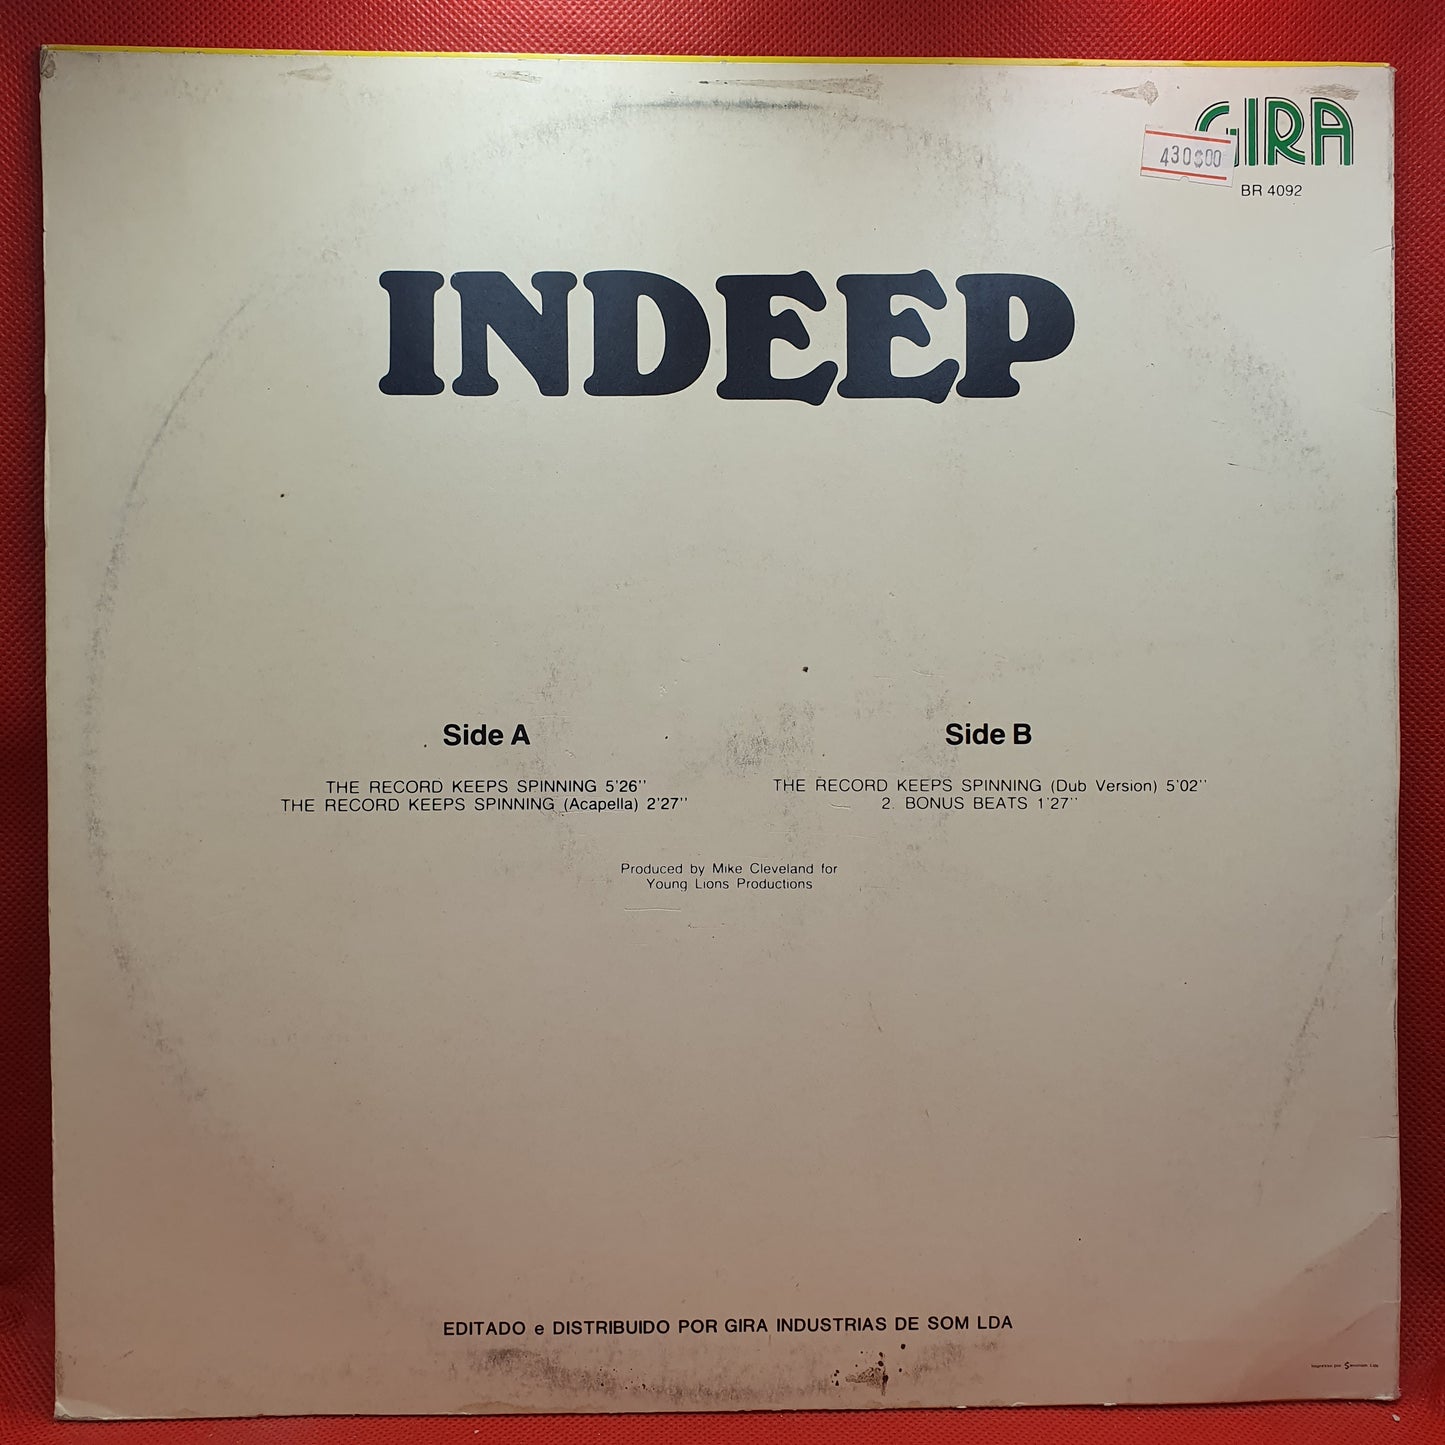 GIRA
430$00
BR 4092
INDEEP
Side A
THE RECORD KEEPS SPINNING 5'26''
THE RECORD KEEPS SPINNING (Acapella) 2'27''
Side B
THE RECORD KEEPS SPINNING (Dub Version) 5'02''
2. BONUS BEATS 1'27''
Produced by Mike Cleveland for
Young Lions Productions
EDITADO e DISTRIBUIDO POR GIRA INDUSTRIAS DE SOM LDA